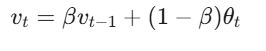 v_t = βv_{t−1} + (1 − β)θ_t